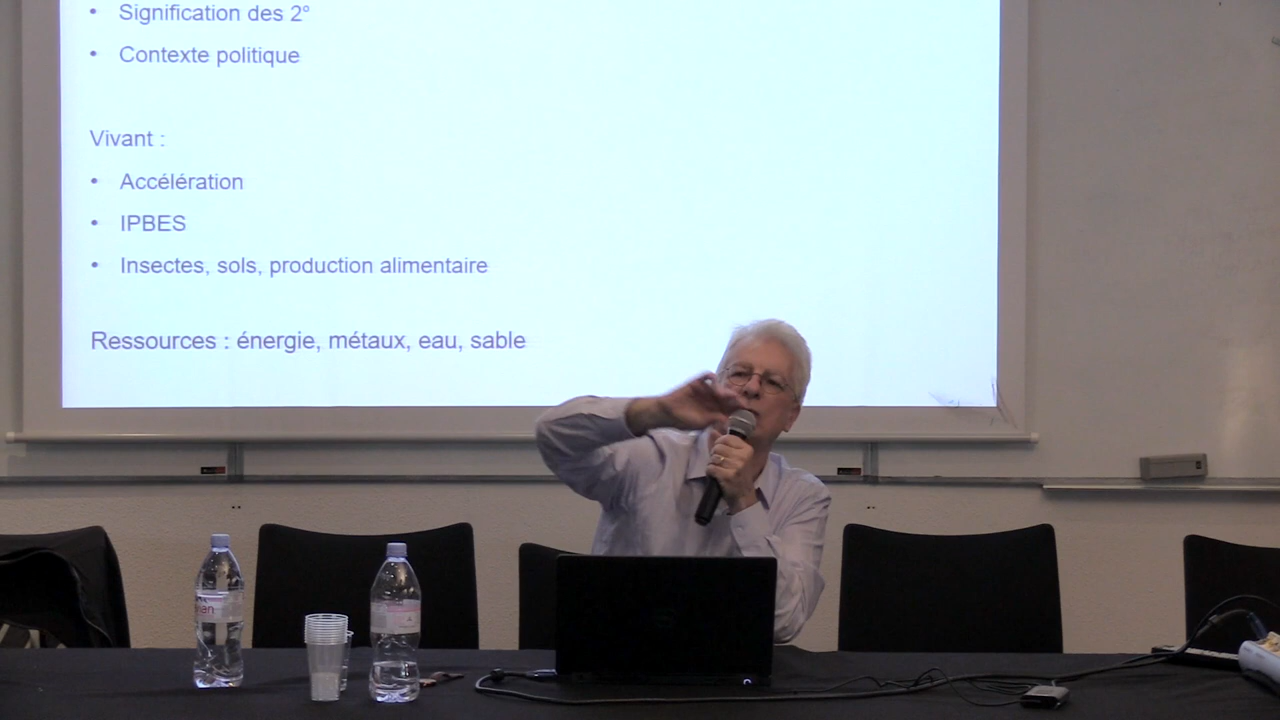 • Signification des 2°
• Contexte politique
Vivant :
• Accélération
• IPBES
• Insectes, sols, production alimentaire
Ressources : énergie, métaux, eau, sable